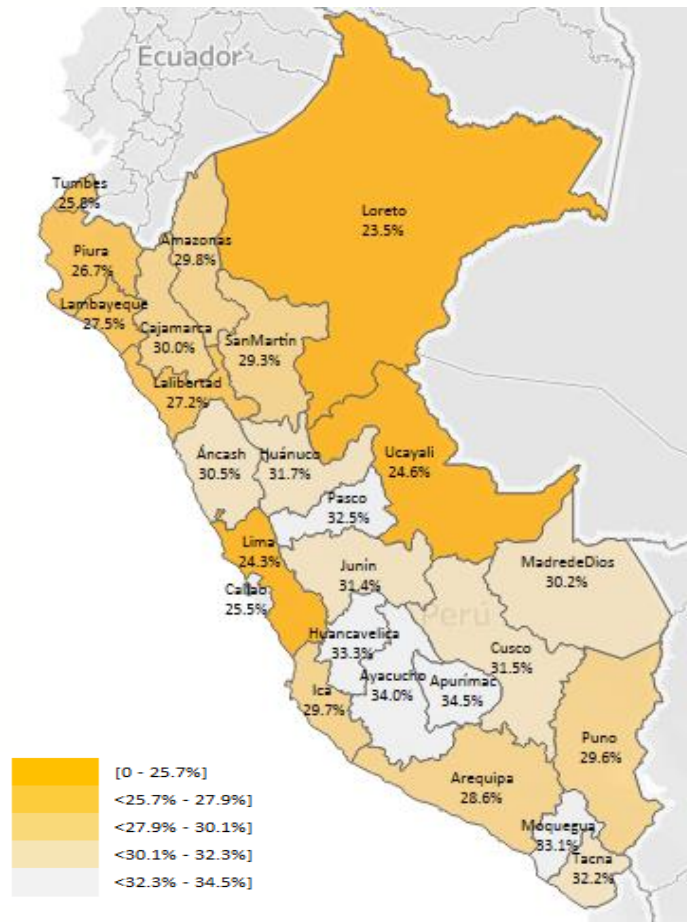 Ecuador
Tumbes
25.8%
Loreto
23.5%
Amazonas
29.8%
Piura
26.7%
Lambayeque
27.5%
Cajamarca
30.0%
SanMartín
29.3%
Lalibertad
27.2%
Áncash
30.5%
Huánuco
31.7%
Ucayali
24.6%
Pasco
32.5%
Lima
24.3%
Junín
31.4%
MadredeDios
30.2%
Callao
25.5%
Perú
Huancavelica
33.3%
Cusco
31.5%
Ayacucho
34.0%
Apurímac
34.5%
Ica
29.7%
Puno
29.6%
Arequipa
28.6%
Moquegua
33.1%
Tacna
32.2%
[0 - 25.7%]
<25.7% - 27.9%]
<27.9% - 30.1%]
<30.1% - 32.3%]
<32.3% - 34.5%]